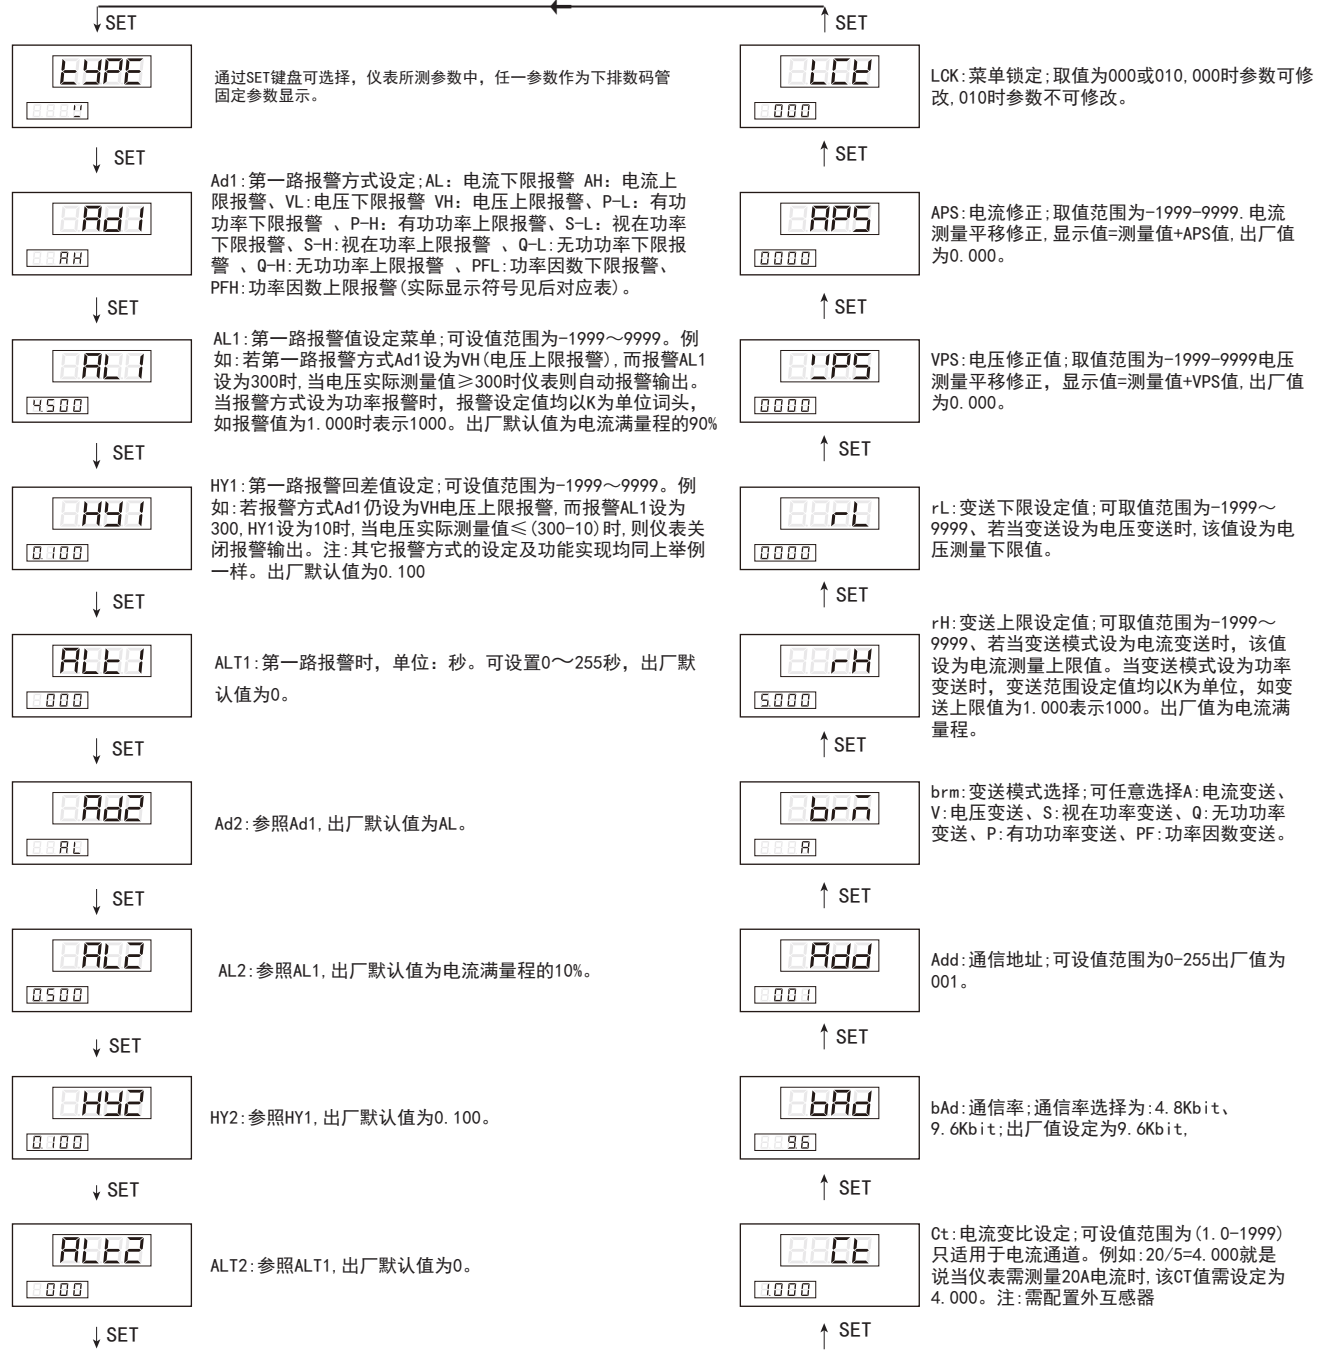 SET
tYPE
V
通过SET键盘可选择, 仪表所测参数中, 任一参数作为下排数码管
固定参数显示。
SET
Ad1
AH
Ad1:第一路报警方式设定;AL: 电流下限报警 AH: 电流上
限报警、VL:电压下限报警 VH: 电压上限报警、P-L: 有功
功率下限报警 、P-H: 有功功率上限报警、S-L: 视在功率
下限报警、S-H:视在功率上限报警 、Q-L:无功功率下限报
警 、Q-H:无功功率上限报警 、PFL:功率因数下限报警、
PFH:功率因数上限报警(实际显示符号见后对应表)。
SET
AL1
4.500
AL1:第一路报警值设定菜单;可设值范围为-1999~9999。例
如:若第一路报警方式Ad1设为VH(电压上限报警),而报警AL1
设为300时,当电压实际测量值≥300时仪表则自动报警输出。
当报警方式设为功率报警时, 报警设定值均以K为单位词头,
如报警值为1.000时表示1000。出厂默认值为电流满量程的90%
SET
HY1
0.100
HY1:第一路报警回差值设定;可设值范围为-1999~9999。例
如:若报警方式Ad1仍设为VH电压上限报警,而报警AL1设为
300,HY1设为10时,当电压实际测量值≤(300-10)时,则仪表关
闭报警输出。注:其它报警方式的设定及功能实现均同上举例
一样。出厂默认值为0.100
SET
ALt1
000
ALT1:第一路报警时, 单位: 秒。可设置0~255秒, 出厂默
认值为0。
SET
Ad2
AL
Ad2:参照Ad1,出厂默认值为AL。
SET
AL2
0.500
AL2:参照AL1,出厂默认值为电流满量程的10%。
SET
HY2
0.100
HY2:参照HY1,出厂默认值为0.100。
SET
ALt2
000
ALT2:参照ALT1,出厂默认值为0。
SET
SET
LCK
000
LCK:菜单锁定;取值为000或010,000时参数可修
改,010时参数不可修改。
SET
APS
0000
APS:电流修正;取值范围为-1999-9999.电流
测量平移修正,显示值=测量值+APS值,出厂值
为0.000。
SET
VPS
0000
VPS:电压修正值;取值范围为-1999-9999电压
测量平移修正, 显示值=测量值+VPS值,出厂值
为0.000。
SET
rL
0000
rL:变送下限设定值;可取值范围为-1999~
9999、若当变送设为电压变送时,该值设为电
压测量下限值。
SET
rH
5.000
rH:变送上限设定值;可取值范围为-1999~
9999、若当变送模式设为电流变送时, 该值
设为电流测量上限值。当变送模式设为功率
变送时, 变送范围设定值均以K为单位, 如变
送上限值为1.000表示1000。出厂值为电流满
量程。
SET
brm
A
brm:变送模式选择;可任意选择A:电流变送、
V:电压变送、S:视在功率变送、Q:无功功率
变送、P:有功功率变送、PF:功率因数变送。
SET
Add
001
Add:通信地址;可设值范围为0-255出厂值为
001。
SET
bAd
9.6
bAd:通信率;通信率选择为:4.8Kbit、
9.6Kbit;出厂值设定为9.6Kbit,
SET
Ct
1.000
Ct:电流变比设定;可设值范围为(1.0-1999)
只适用于电流通道。例如:20/5=4.000就是
说当仪表需测量20A电流时,该CT值需设定为
4.000。注:需配置外互感器
SET